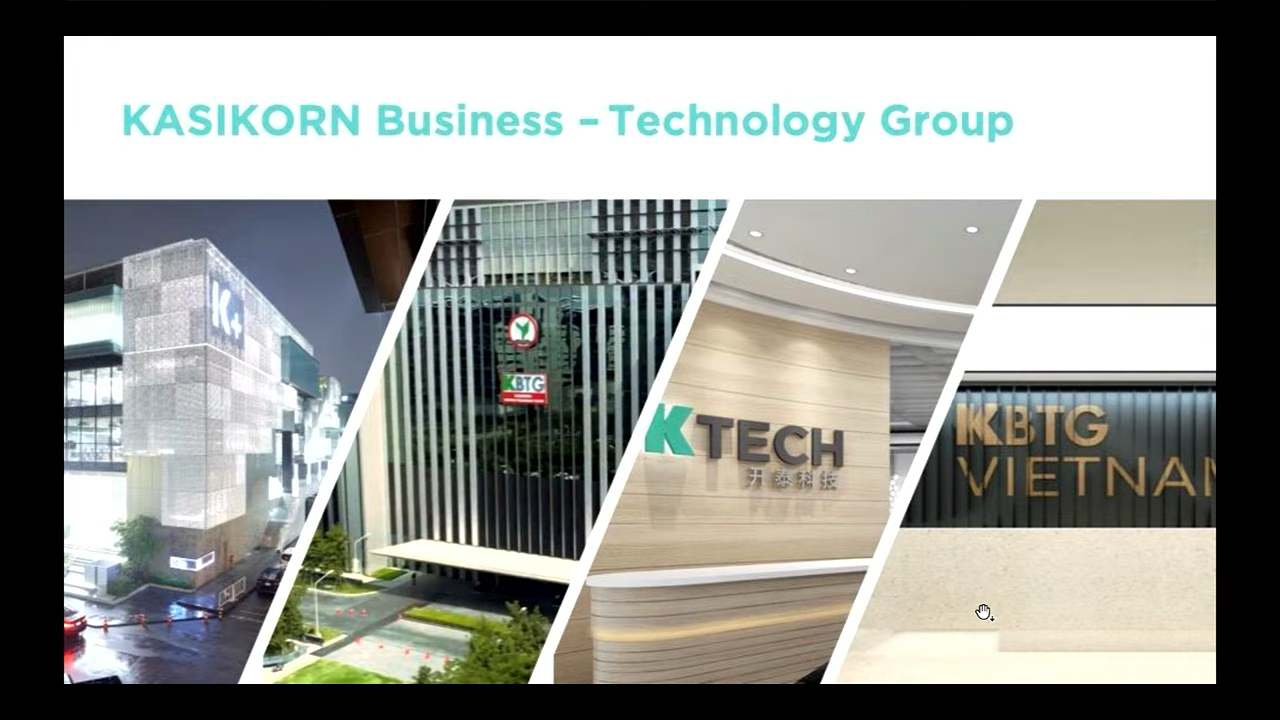 KASIKORN Business – Technology Group
K+
KBTG
KTECH
开泰科技
KBTG
VIETNAM